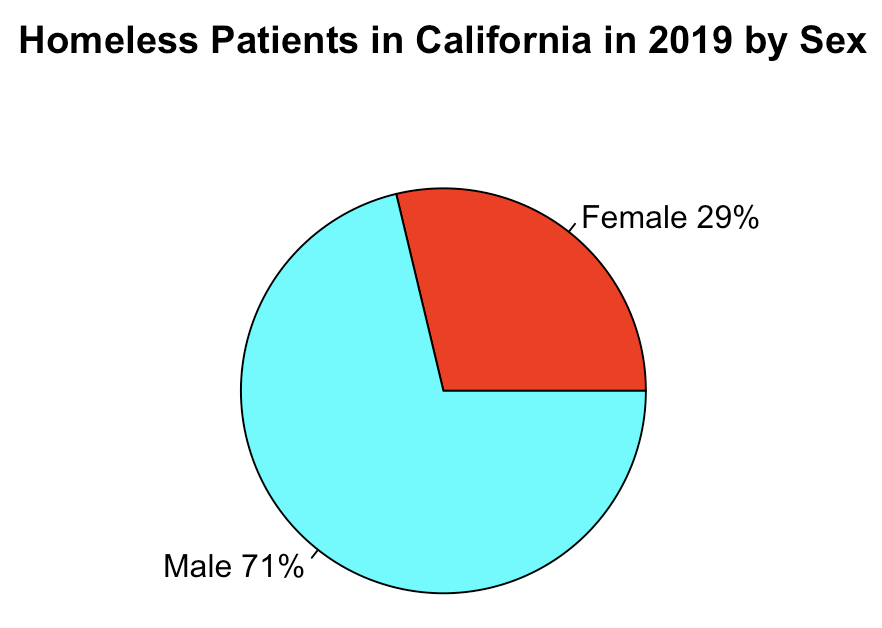 Homeless Patients in California in 2019 by Sex
Female 29%
Male 71%